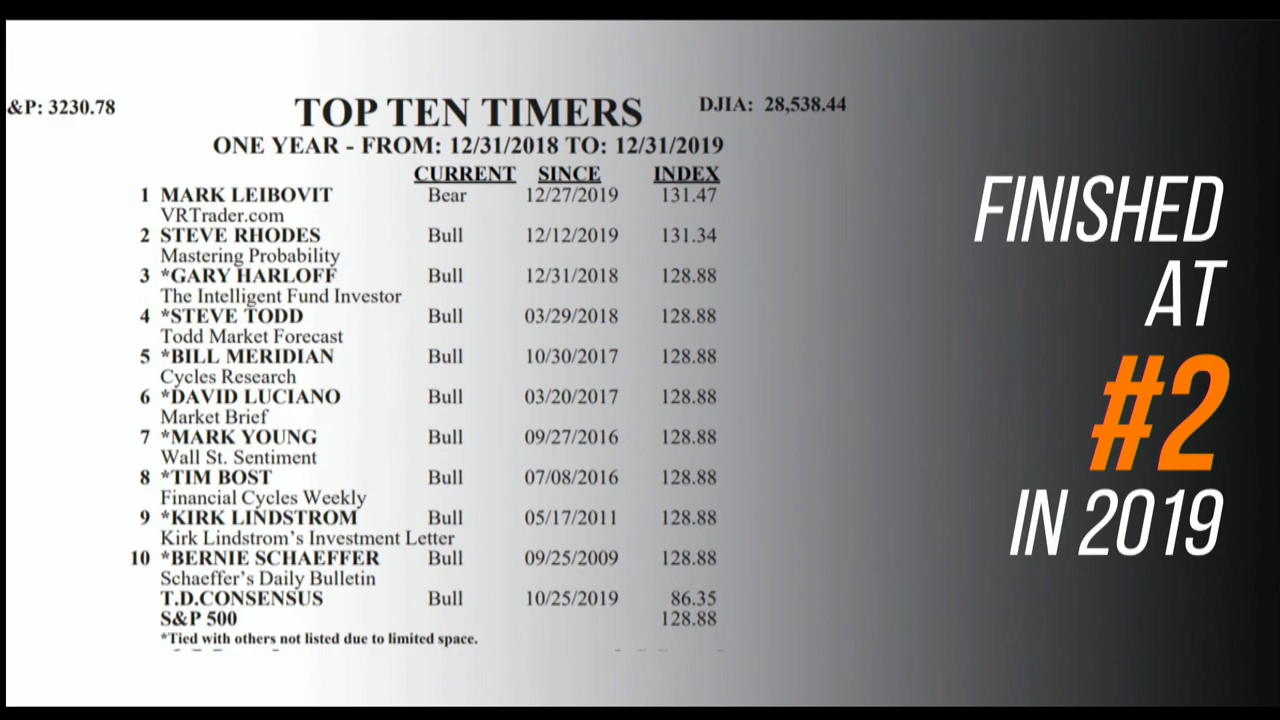 &P: 3230.78
TOP TEN TIMERS
DJIA: 28,538.44
ONE YEAR - FROM: 12/31/2018 TO: 12/31/2019
CURRENT SINCE INDEX
1 MARK LEIBOVIT Bear 12/27/2019 131.47
VRTrader.com
2 STEVE RHODES Bull 12/12/2019 131.34
Mastering Probability
3 *GARY HARLOFF Bull 12/31/2018 128.88
The Intelligent Fund Investor
4 *STEVE TODD Bull 03/29/2018 128.88
Todd Market Forecast
5 *BILL MERIDIAN Bull 10/30/2017 128.88
Cycles Research
6 *DAVID LUCIANO Bull 03/20/2017 128.88
Market Brief
7 *MARK YOUNG Bull 09/27/2016 128.88
Wall St. Sentiment
8 *TIM BOST Bull 07/08/2016 128.88
Financial Cycles Weekly
9 *KIRK LINDSTROM Bull 05/17/2011 128.88
Kirk Lindstrom's Investment Letter
10 *BERNIE SCHAEFFER Bull 09/25/2009 128.88
Schaeffer's Daily Bulletin
T.D.CONSENSUS Bull 10/25/2019 86.35
S&P 500 128.88
*Tied with others not listed due to limited space.
FINISHED
AT
#2
IN 2019